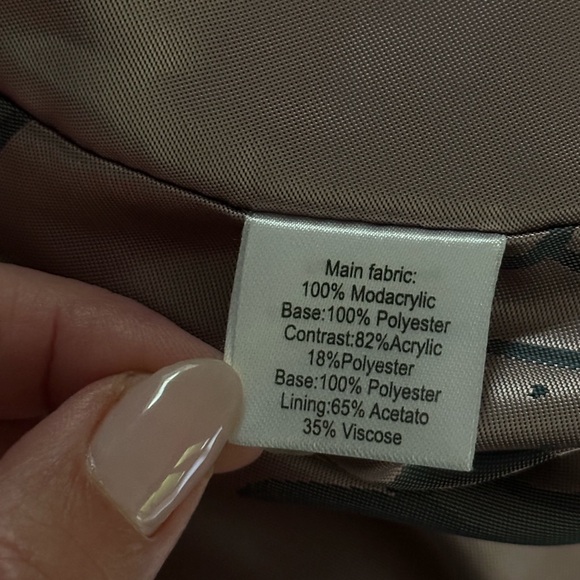 Main fabric:
100% Modacrylic
Base:100% Polyester
Contrast:82%Acrylic
18%Polyester
Base:100% Polyester
Lining:65% Acetato
35% Viscose